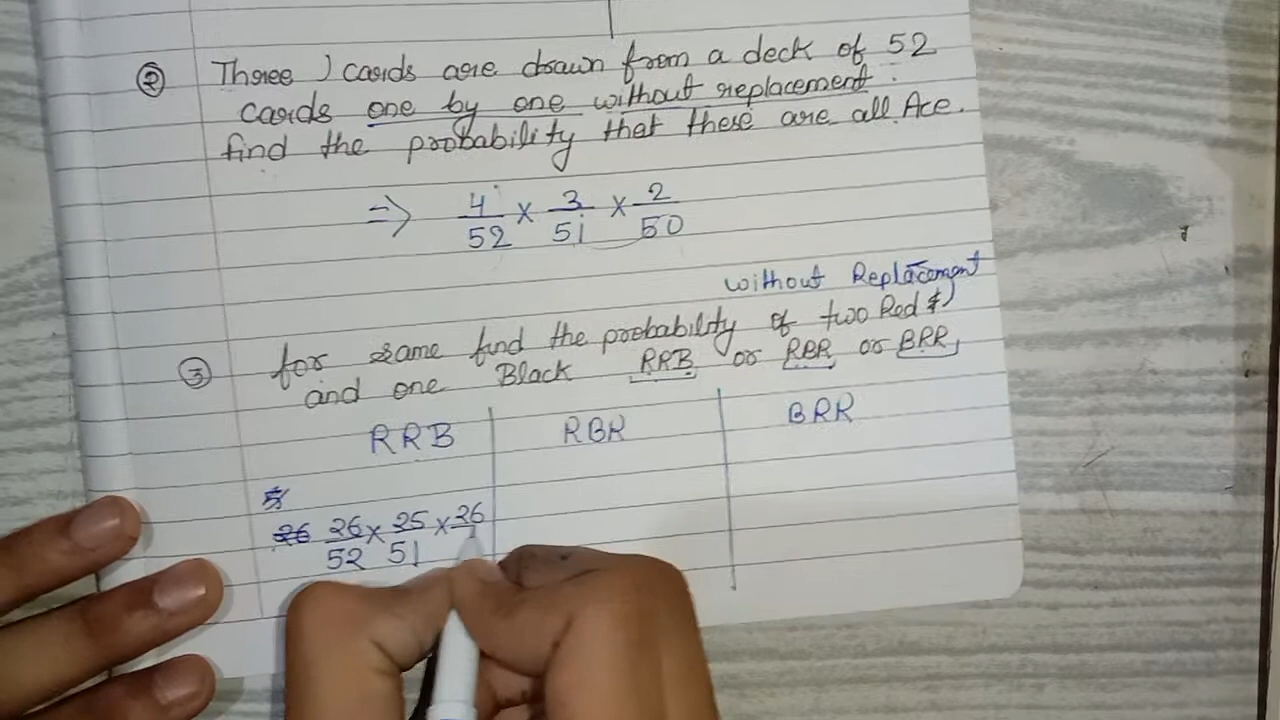 ② Three ) cards are drawn from a deck of 52
cards one by one without replacement.
find the probability that these are all Ace.
=> 4/52 × 3/51 × 2/50
without Replacement
③ for same find the probability of two Red &
and one Black RRB or RBR or BRR,
RRB RBR BRR
26/52 × 25/51 × 26